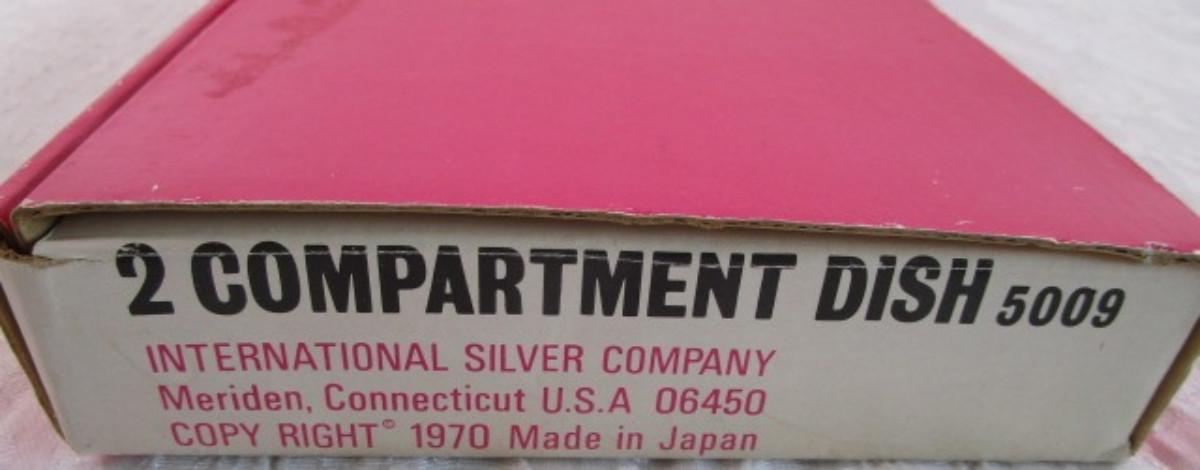 2 COMPARTMENT DISH 5009
INTERNATIONAL SILVER COMPANY
Meriden, Connecticut U.S.A 06450
COPY RIGHT© 1970 Made in Japan